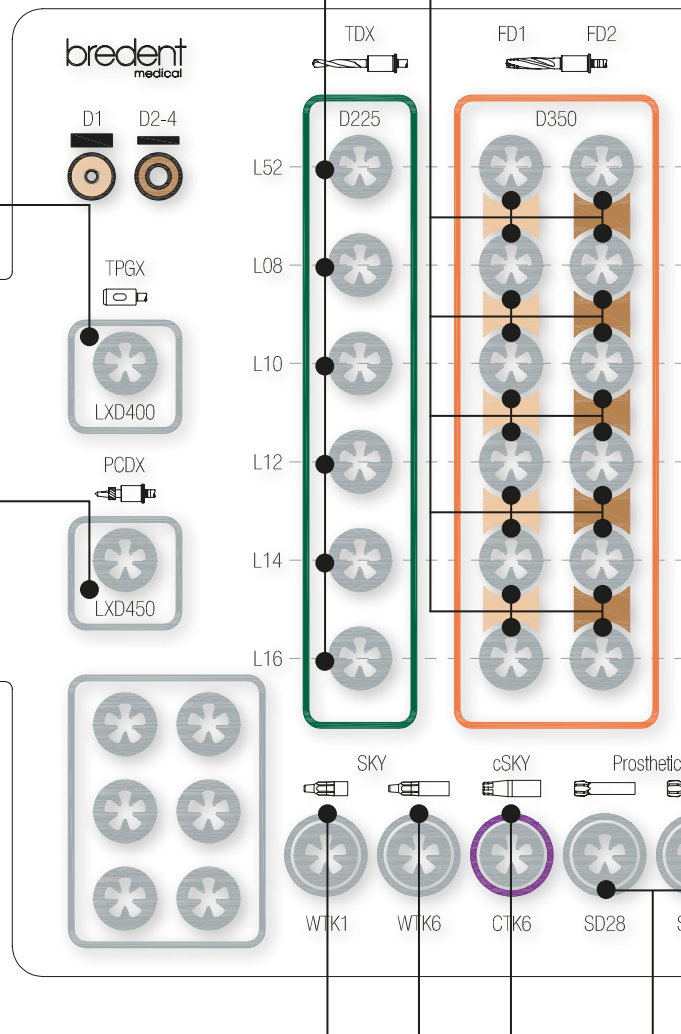 bredent
medical
TDX
FD1 FD2
D1 D2-4
D225
D350
L52
L08
TPGX
L10
LXD400
PCDX
L12
L14
LXD450
L16
SKY
cSKY
Prosthetic
WTK1
WTK6
CTK6
SD28
S